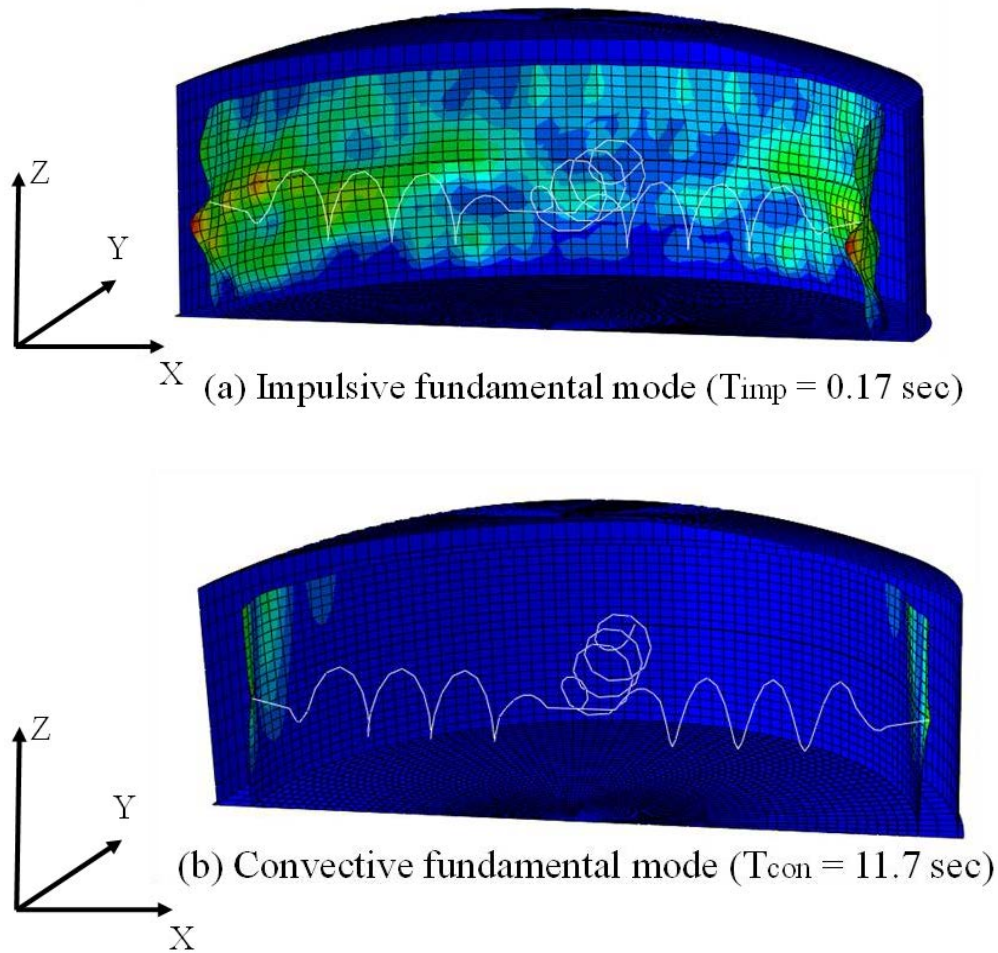 Z
Y
X
(a) Impulsive fundamental mode (Timp = 0.17 sec)
Z
Y
X
(b) Convective fundamental mode (Tcon = 11.7 sec)